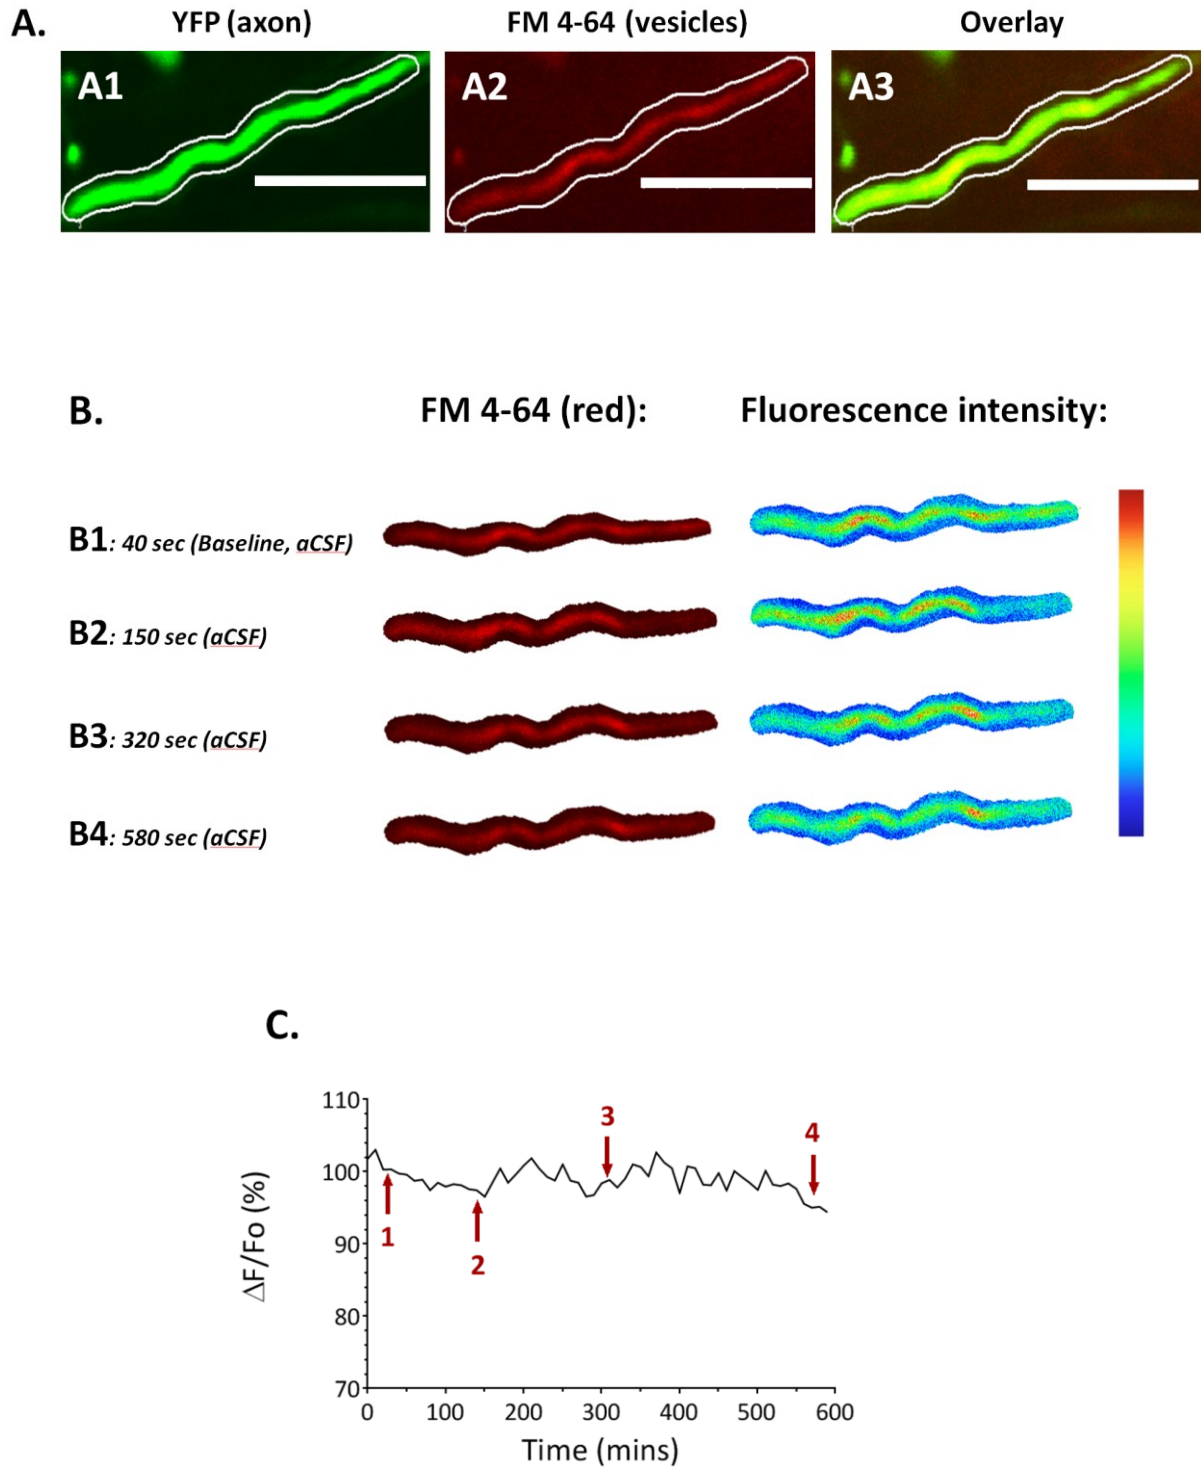 A.
YFP (axon)
FM 4-64 (vesicles)
Overlay
A1
A2
A3
B.
FM 4-64 (red):
Fluorescence intensity:
B1: 40 sec (Baseline, aCSF)
B2: 150 sec (aCSF)
B3: 320 sec (aCSF)
B4: 580 sec (aCSF)
C.
110
100
90
80
70
ΔF/Fo (%)
1
2
3
4
0 100 200 300 400 500 600
Time (mins)